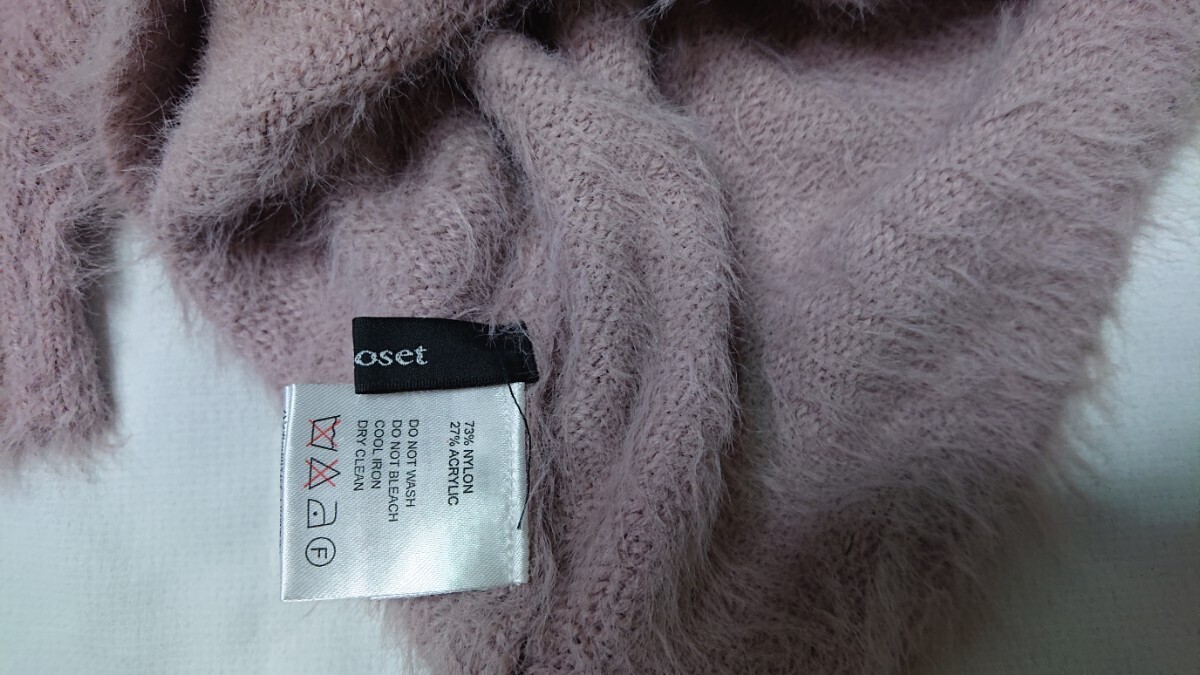 oset
73% NYLON
27% ACRYLIC
DO NOT WASH
DO NOT BLEACH
COOL IRON
DRY CLEAN
F